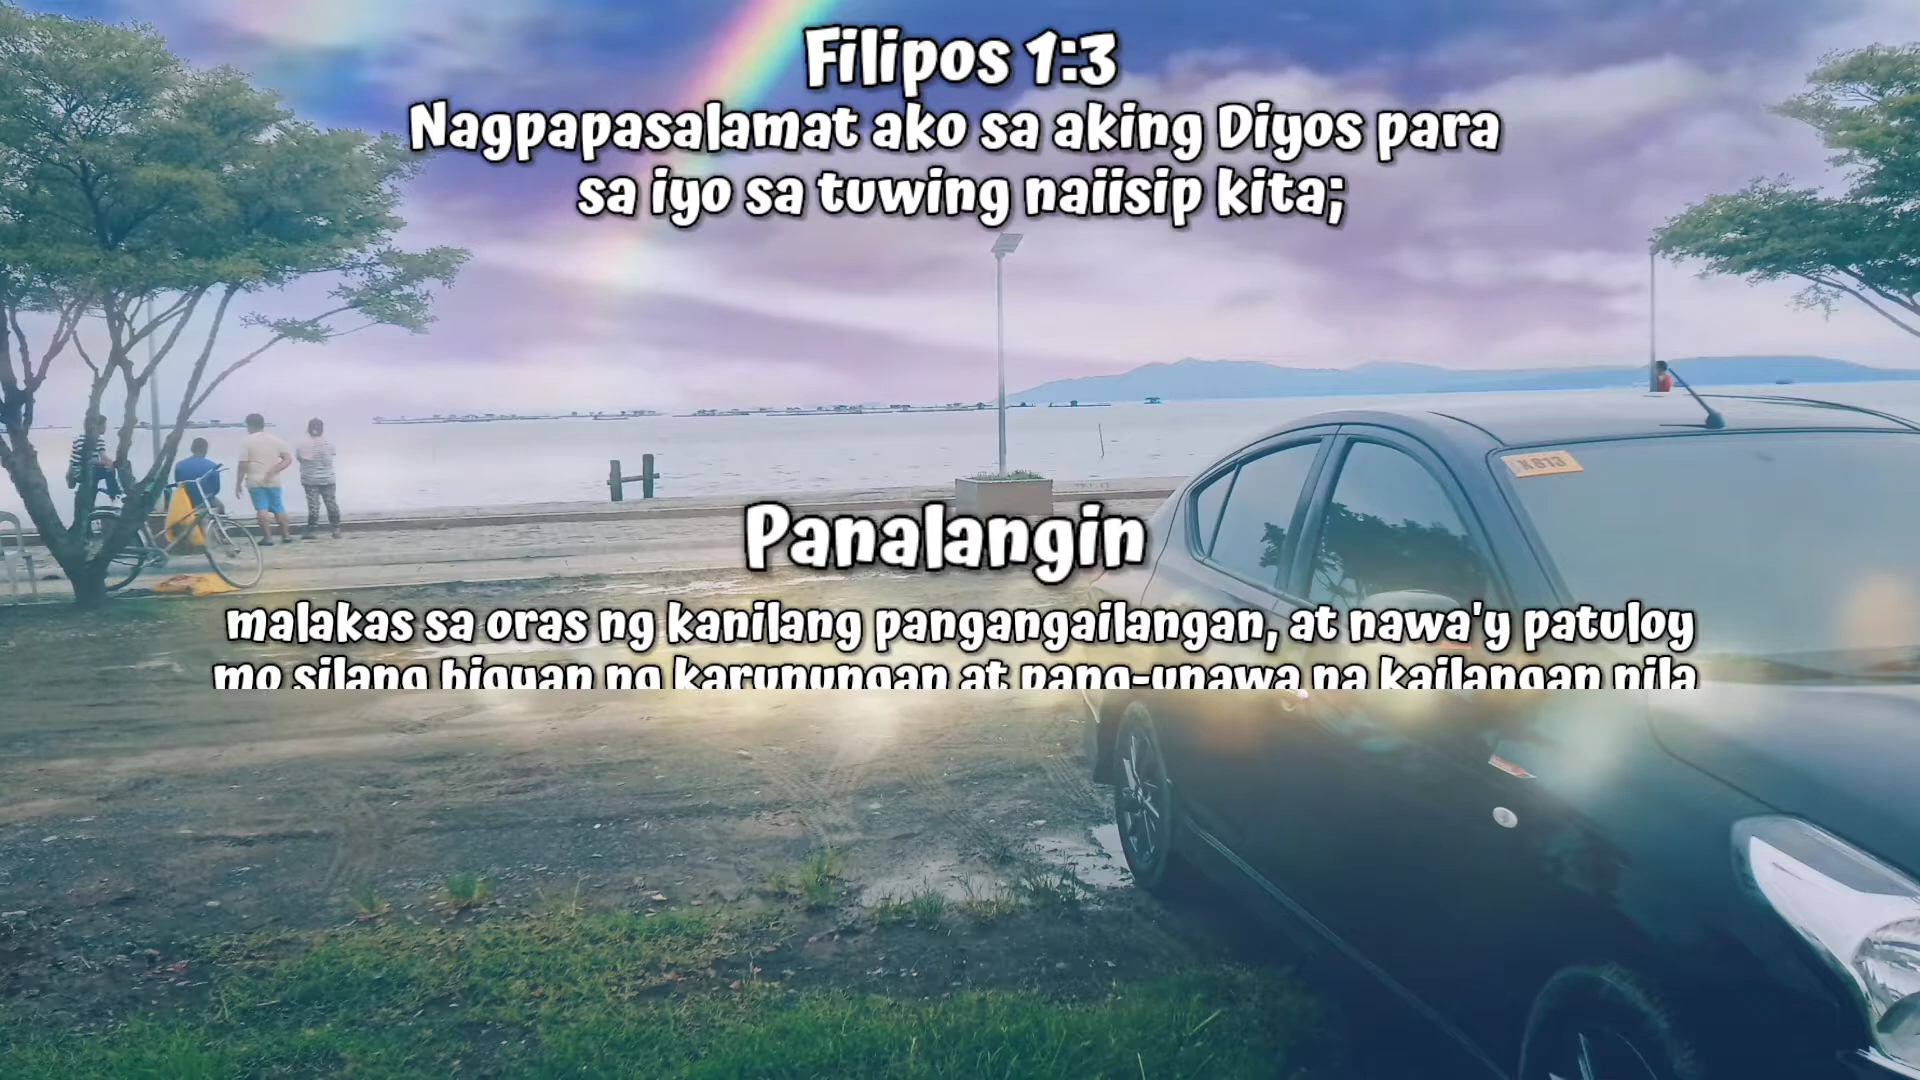 Filipos 1:3
Nagpapasalamat ako sa aking Diyos para
sa iyo sa tuwing naiisip kita;
Panalangin
malakas sa oras ng kanilang pangangailangan, at nawa'y patuloy
mo silang bigyan ng karunungan at pang-unawa na kailangan nila